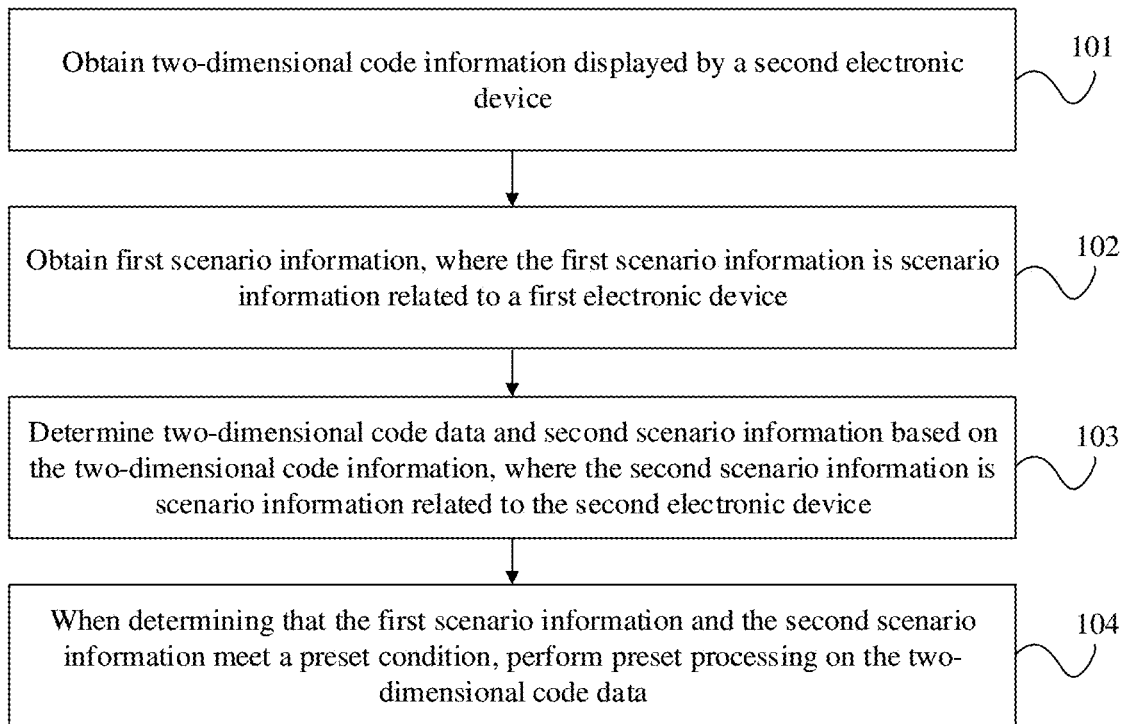 Obtain two-dimensional code information displayed by a second electronic
device
101
Obtain first scenario information, where the first scenario information is scenario
information related to a first electronic device
102
Determine two-dimensional code data and second scenario information based on
the two-dimensional code information, where the second scenario information is
scenario information related to the second electronic device
103
When determining that the first scenario information and the second scenario
information meet a preset condition, perform preset processing on the two-
dimensional code data
104